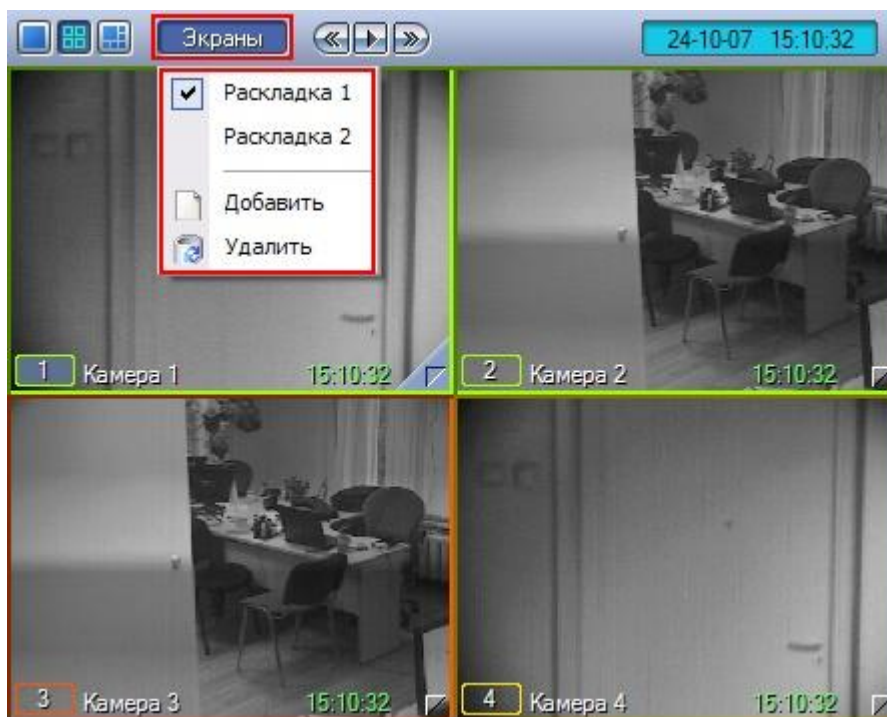 Экраны
24-10-07 15:10:32
Раскладка 1
Раскладка 2
Добавить
Удалить
1 Камера 1 15:10:32
2 Камера 2 15:10:32
3 Камера 3 15:10:32
4 Камера 4 15:10:32